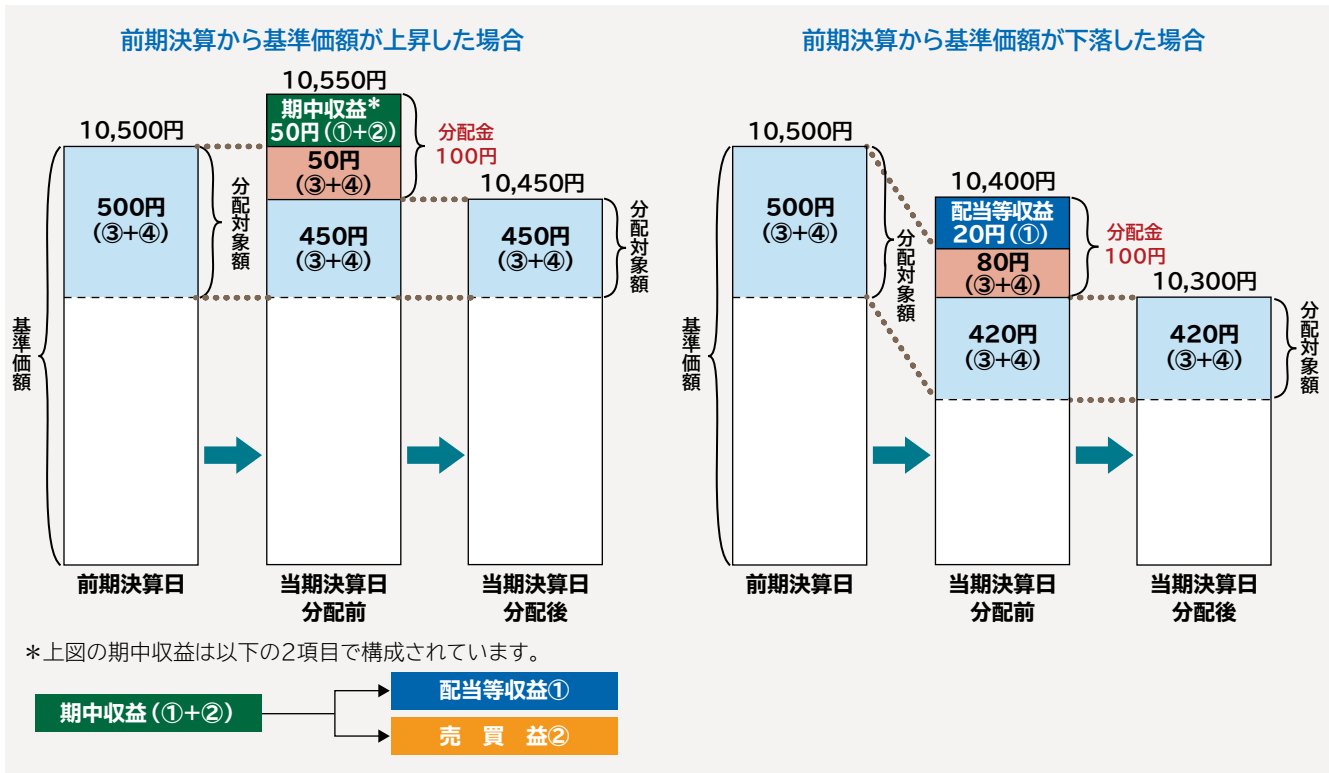 前期決算から基準価額が上昇した場合
10,500円
500円
(③+④)
分配対象額
基準価額
前期決算日
10,550円
期中収益*
50円(①+②)
50円
(③+④)
450円
(③+④)
分配金
100円
当期決算日
分配前
10,450円
450円
(③+④)
分配対象額
当期決算日
分配後
前期決算から基準価額が下落した場合
10,500円
500円
(③+④)
分配対象額
基準価額
前期決算日
10,400円
配当等収益
20円(①)
80円
(③+④)
420円
(③+④)
分配金
100円
当期決算日
分配前
10,300円
420円
(③+④)
分配対象額
当期決算日
分配後
*上図の期中収益は以下の2項目で構成されています。
期中収益(①+②)
配当等収益①
売 買 益②